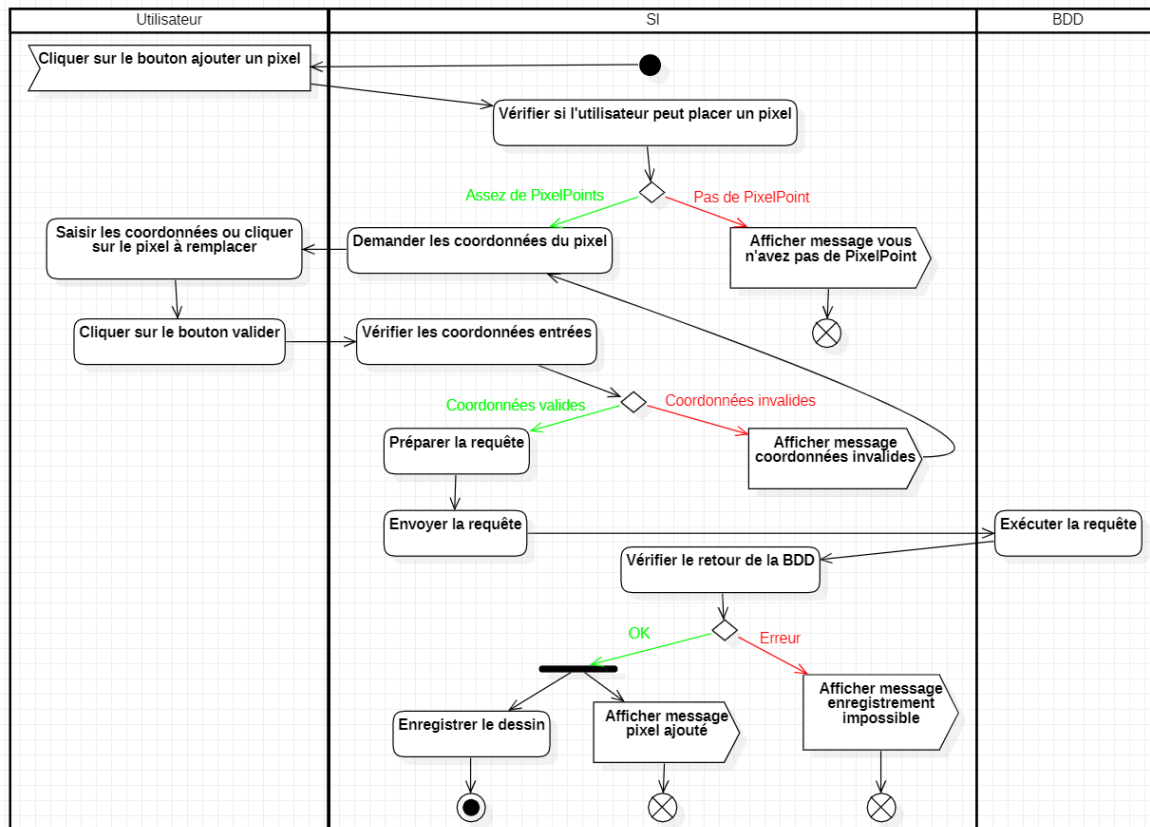 Utilisateur
SI
BDD
Cliquer sur le bouton ajouter un pixel
Vérifier si l'utilisateur peut placer un pixel
Assez de PixelPoints
Pas de PixelPoint
Saisir les coordonnées ou cliquer
sur le pixel à remplacer
Demander les coordonnées du pixel
Afficher message vous
n'avez pas de PixelPoint
Cliquer sur le bouton valider
Vérifier les coordonnées entrées
Coordonnées valides
Coordonnées invalides
Préparer la requête
Afficher message
coordonnées invalides
Envoyer la requête
Exécuter la requête
Vérifier le retour de la BDD
OK
Erreur
Enregistrer le dessin
Afficher message
pixel ajouté
Afficher message
enregistrement
impossible